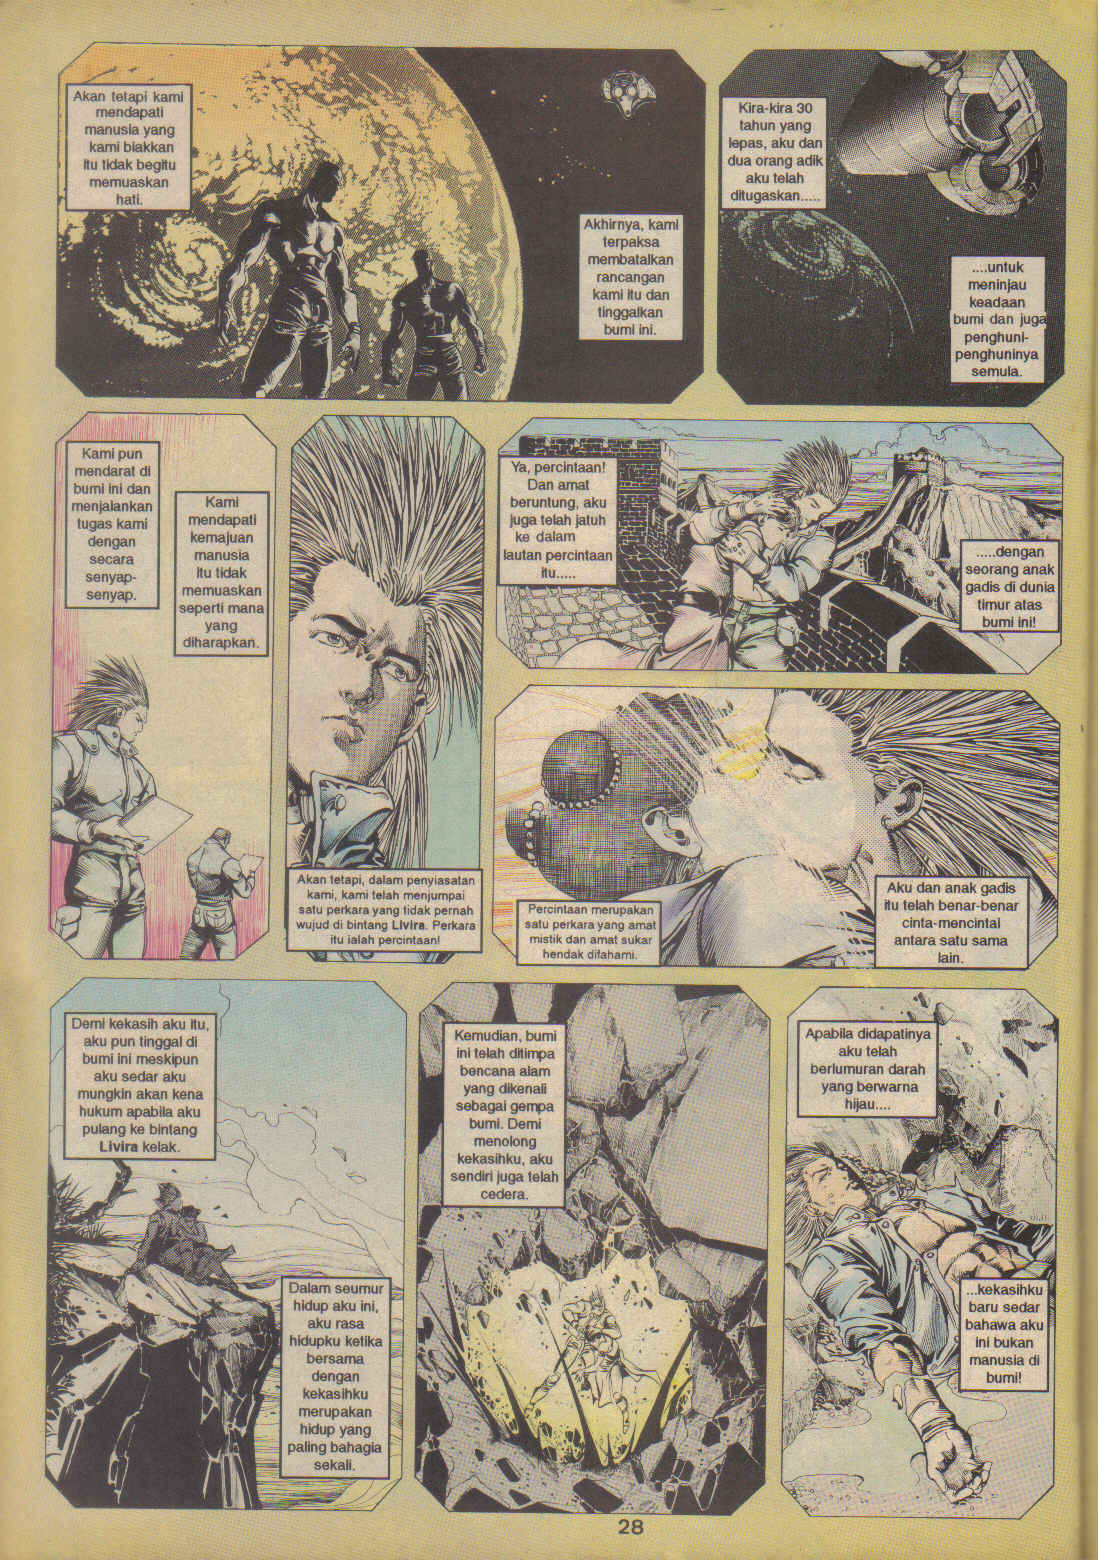 Akan tetapi kami
mendapati
manusia yang
kami biakkan
itu tidak begitu
memuaskan
hati.
Akhirnya, kami
terpaksa
membatalkan
rancangan
kami itu dan
tinggalkan
bumi ini.
Kira-kira 30
tahun yang
lepas, aku dan
dua orang adik
aku telah
ditugaskan.....
....untuk
meninjau
keadaan
bumi dan juga
penghuni-
penghuninya
semula.
Kami pun
mendarat di
bumi ini dan
menjalankan
tugas kami
dengan
secara
senyap-
senyap.
Kami
mendapati
kemajuan
manusia
itu tidak
memuaskan
seperti mana
yang
diharapkan.
Akan tetapi, dalam penyiasatan
kami, kami telah menjumpai
satu perkara yang tidak pernah
wujud di bintang Livira. Perkara
itu ialah percintaan!
Ya, percintaan!
Dan amat
beruntung, aku
juga telah jatuh
ke dalam
lautan percintaan
itu.....
.....dengan
seorang anak
gadis di dunia
timur atas
bumi ini!
Percintaan merupakan
satu perkara yang amat
mistik dan amat sukar
hendak difahami.
Aku dan anak gadis
itu telah benar-benar
cinta-mencintai
antara satu sama
lain.
Demi kekasih aku itu,
aku pun tinggal di
bumi ini meskipun
aku sedar aku
mungkin akan kena
hukum apabila aku
pulang ke bintang
Livira kelak.
Dalam seumur
hidup aku ini,
aku rasa
hidupku ketika
bersama
dengan
kekasihku
merupakan
hidup yang
paling bahagia
sekali.
Kemudian, bumi
ini telah ditimpa
bencana alam
yang dikenali
sebagai gempa
bumi. Demi
menolong
kekasihku, aku
sendiri juga telah
cedera.
Apabila didapatinya
aku telah
berlumuran darah
yang berwarna
hijau....
...kekasihku
baru sedar
bahawa aku
ini bukan
manusia di
bumi!
28